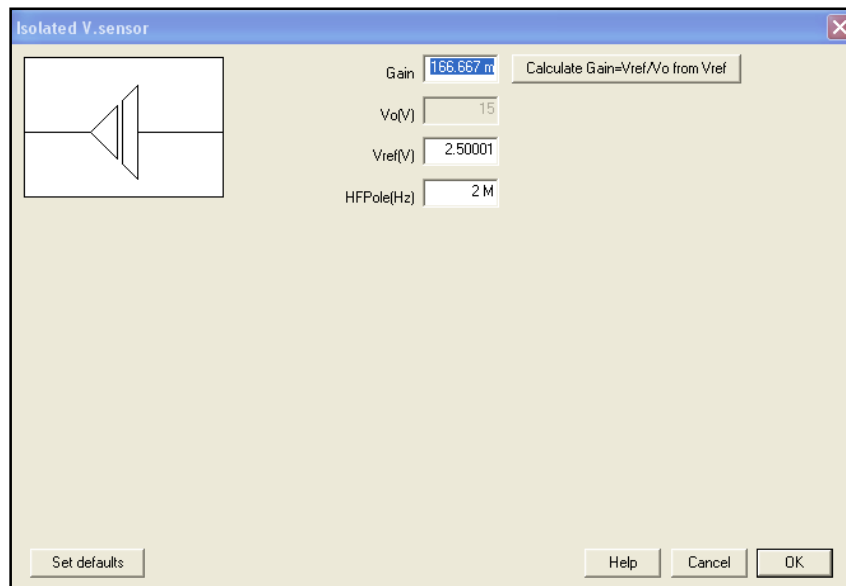 Isolated V.sensor
Gain 166.667 m Calculate Gain=Vref/Vo from Vref
Vo(V) 15
Vref(V) 2.50001
HFPole(Hz) 2 M
Set defaults Help Cancel OK